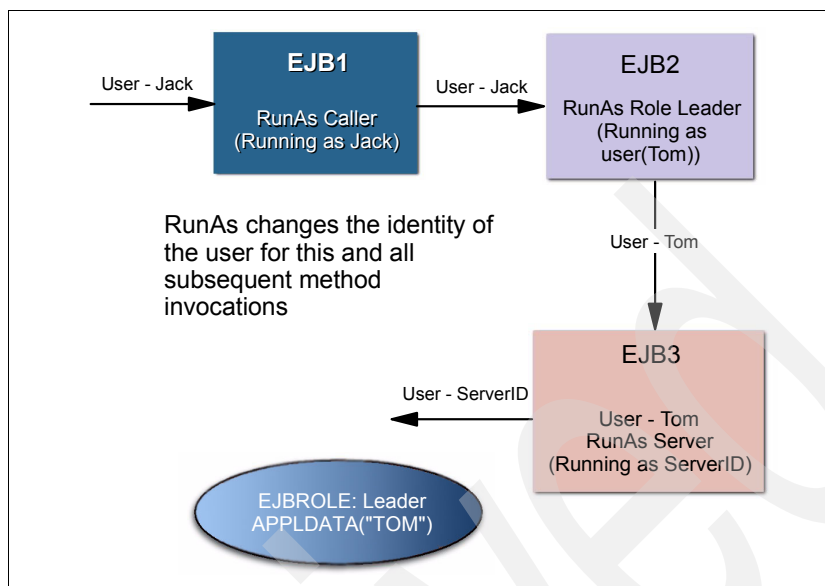 User - Jack
EJB1
RunAs Caller
(Running as Jack)
User - Jack
EJB2
RunAs Role Leader
(Running as
user(Tom))
RunAs changes the identity of
the user for this and all
subsequent method
invocations
User - Tom
EJB3
User - Tom
RunAs Server
(Running as ServerID)
User - ServerID
EJBROLE: Leader
APPLDATA("TOM")